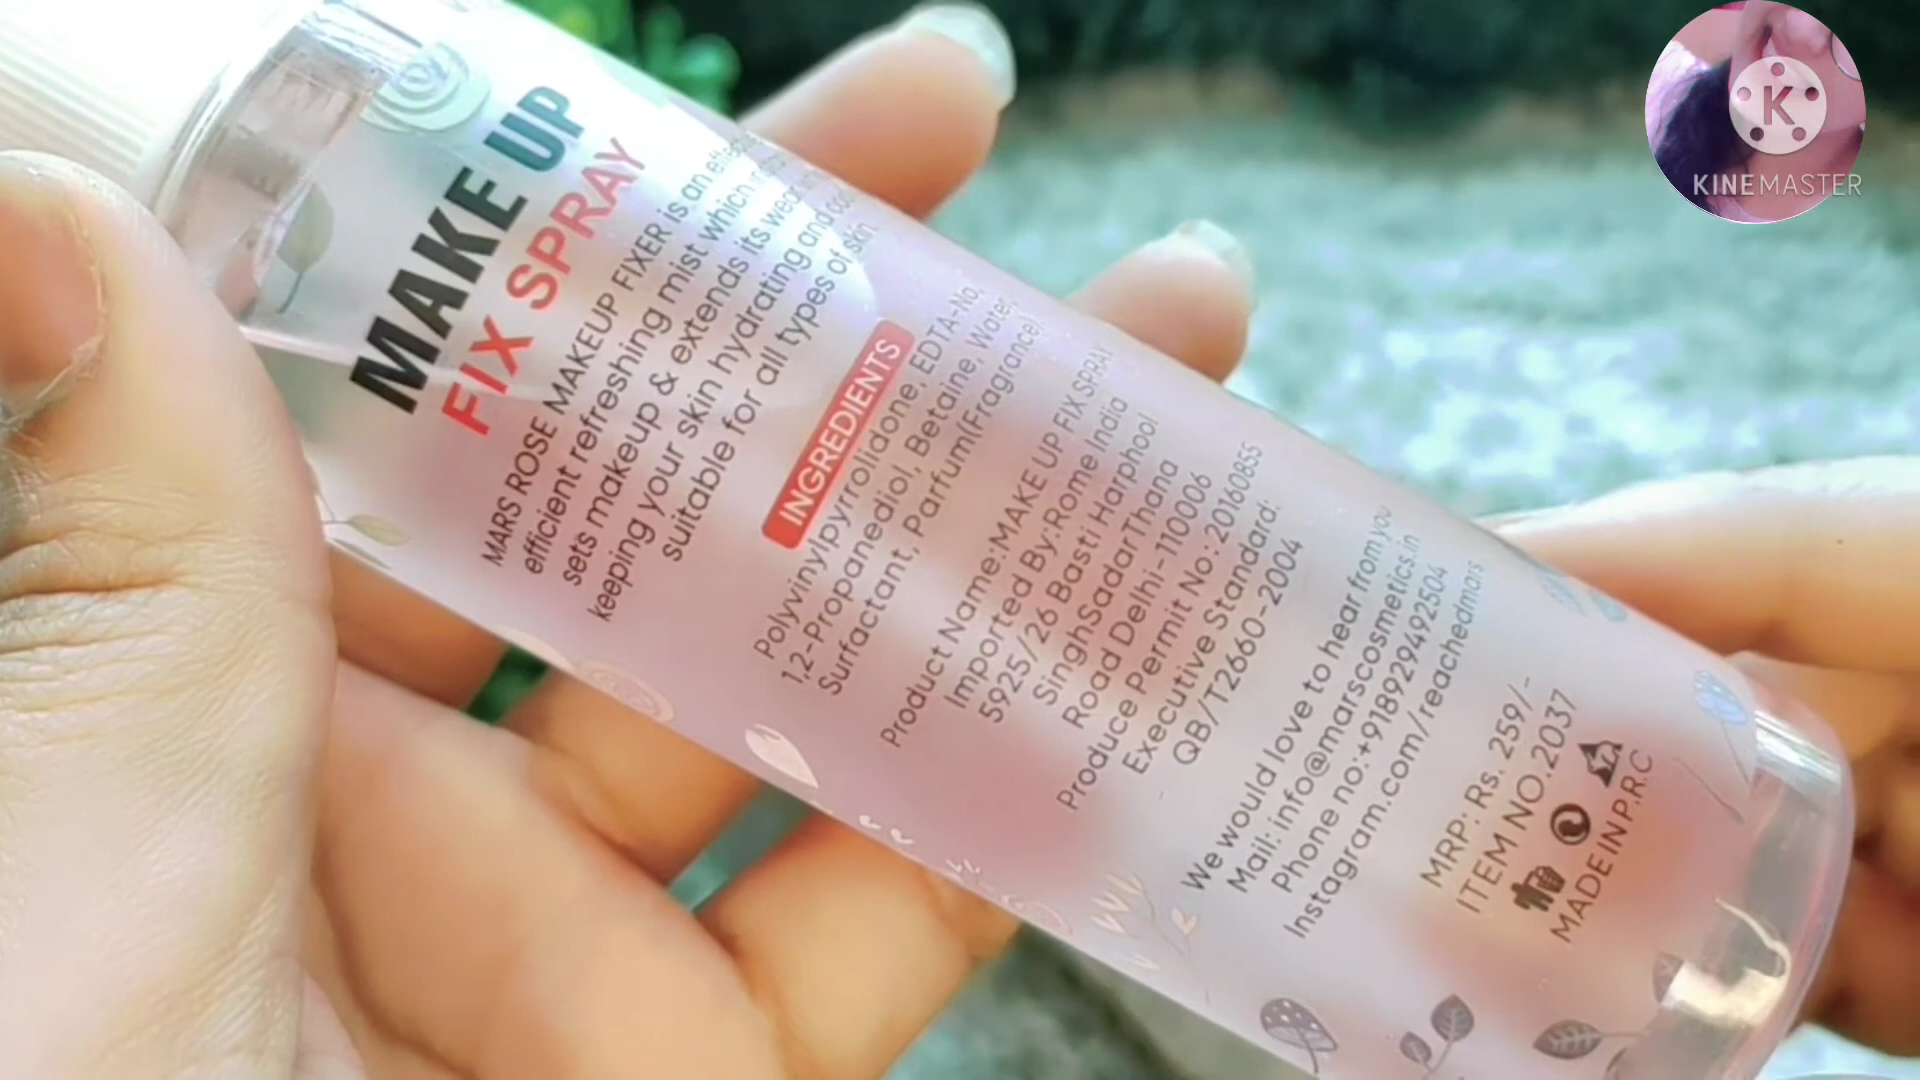 MAKE UP
FIX SPRAY
MARS ROSE MAKEUP FIXER is an
efficient refreshing mist which
sets makeup & extends its wear
keeping your skin hydrating and
suitable for all types of skin.
INGREDIENTS
Polyvinylpyrrolidone, EDTA-Na,
1,2-Propanediol, Betaine, Water,
Surfactant, Parfum(Fragrance).
Product Name:MAKE UP FIX SPRAY
Imported By:Rome India
5925/26 Basti Harphool
SinghSadarThana
Road Delhi-110006
Produce Permit No: 20160855
Executive Standard:
QB/T2660-2004
We would love to hear from you
Mail: info@marscosmetics.in
Phone no:+918929492504
Instagram.com/reachedmars
MRP: Rs. 259/-
ITEM NO.2037
MADE IN P.R.C
K
KINEMASTER